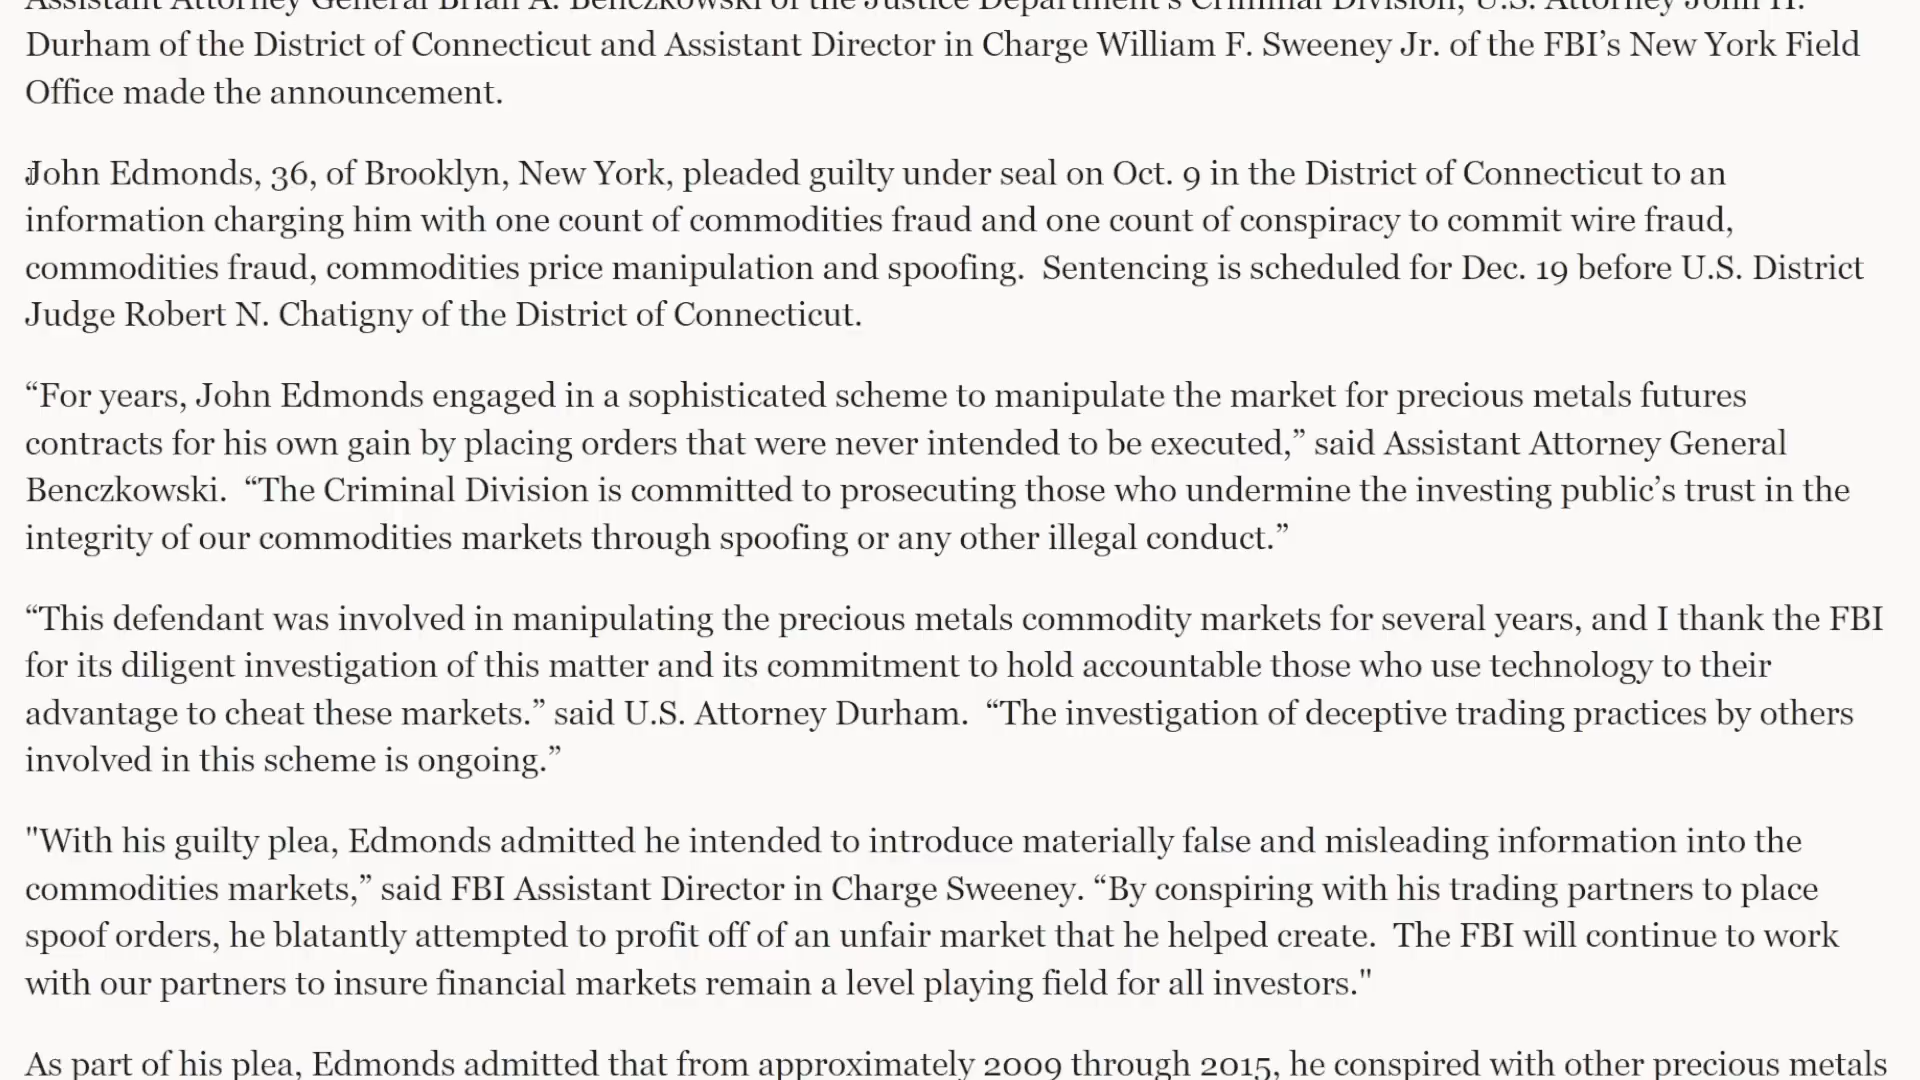 Assistant Attorney General Brian A. Benczkowski of the Justice Department's Criminal Division, U.S. Attorney John H.
Durham of the District of Connecticut and Assistant Director in Charge William F. Sweeney Jr. of the FBI’s New York Field
Office made the announcement.
John Edmonds, 36, of Brooklyn, New York, pleaded guilty under seal on Oct. 9 in the District of Connecticut to an
information charging him with one count of commodities fraud and one count of conspiracy to commit wire fraud,
commodities fraud, commodities price manipulation and spoofing.  Sentencing is scheduled for Dec. 19 before U.S. District
Judge Robert N. Chatigny of the District of Connecticut.
“For years, John Edmonds engaged in a sophisticated scheme to manipulate the market for precious metals futures
contracts for his own gain by placing orders that were never intended to be executed,” said Assistant Attorney General
Benczkowski.  “The Criminal Division is committed to prosecuting those who undermine the investing public’s trust in the
integrity of our commodities markets through spoofing or any other illegal conduct.”
“This defendant was involved in manipulating the precious metals commodity markets for several years, and I thank the FBI
for its diligent investigation of this matter and its commitment to hold accountable those who use technology to their
advantage to cheat these markets.” said U.S. Attorney Durham.  “The investigation of deceptive trading practices by others
involved in this scheme is ongoing.”
"With his guilty plea, Edmonds admitted he intended to introduce materially false and misleading information into the
commodities markets,” said FBI Assistant Director in Charge Sweeney. “By conspiring with his trading partners to place
spoof orders, he blatantly attempted to profit off of an unfair market that he helped create.  The FBI will continue to work
with our partners to insure financial markets remain a level playing field for all investors."
As part of his plea, Edmonds admitted that from approximately 2009 through 2015, he conspired with other precious metals